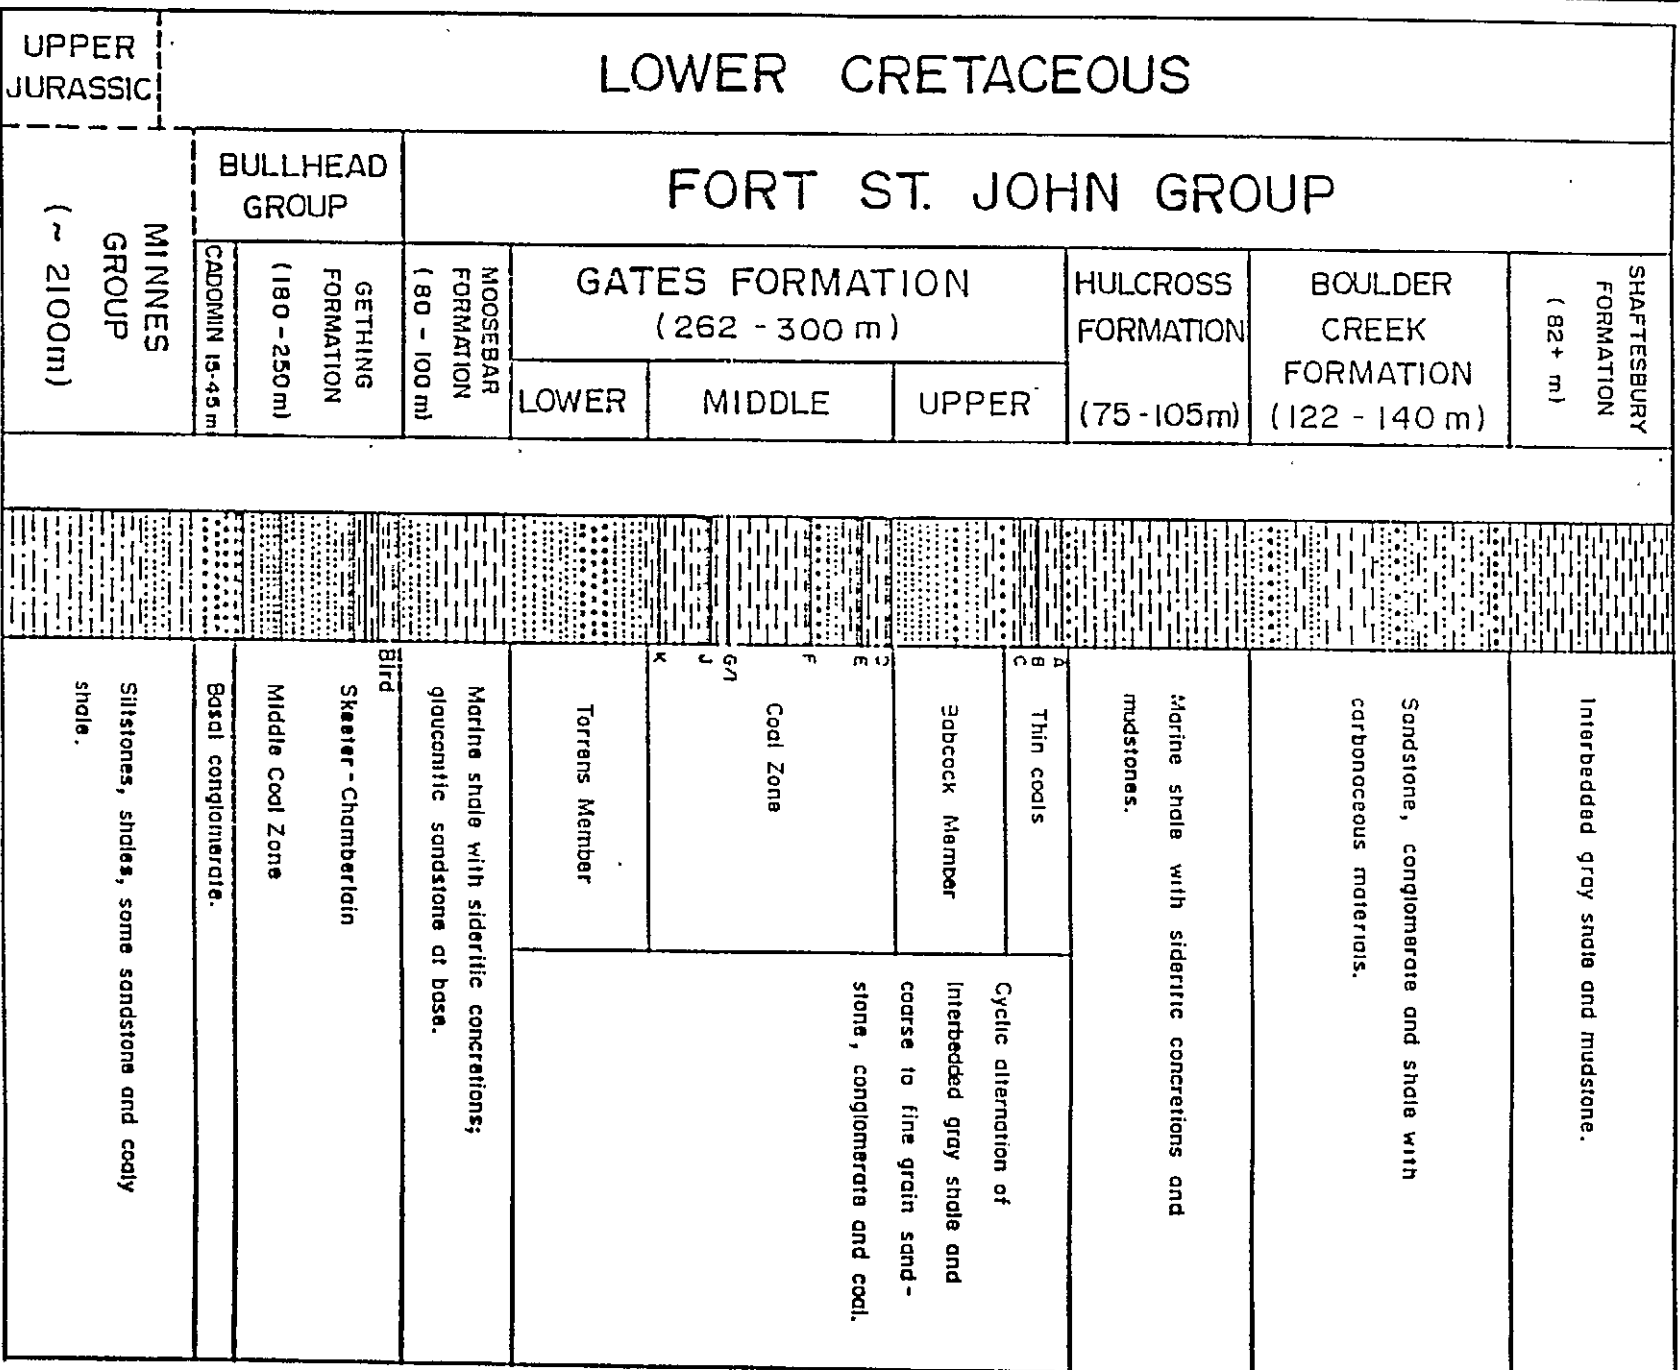 UPPER
JURASSIC
LOWER CRETACEOUS
MINNES
GROUP
(~ 2100m)
BULLHEAD
GROUP
FORT ST. JOHN GROUP
CADOMIN 15-45 m
GETHING
FORMATION
(180 - 250m)
MOOSEBAR
FORMATION
(80 - 100 m)
GATES FORMATION
(262 - 300 m)
LOWER
MIDDLE
UPPER
HULCROSS
FORMATION
(75 - 105m)
BOULDER
CREEK
FORMATION
(122 - 140 m)
SHAFTESBURY
FORMATION
(82+ m)
Siltstones, shales, some sandstone and coaly
shale.
Basal conglomerate.
Bird
Skeeter-Chamberlain
Middle Coal Zone
Marine shale with sideritic concretions;
glauconitic sandstone at base.
K
J
F
E
A
B
C
Torrens Member
Coal Zone
Babcock Member
Thin coals
Cyclic alternation of
Interbedded gray shale and
coarse to fine grain sand-
stone, conglomerate and coal.
Marine shale with sideritic concretions and
mudstones.
Sandstone, conglomerate and shale with
carbonaceous materials.
Interbedded gray shale and mudstone.